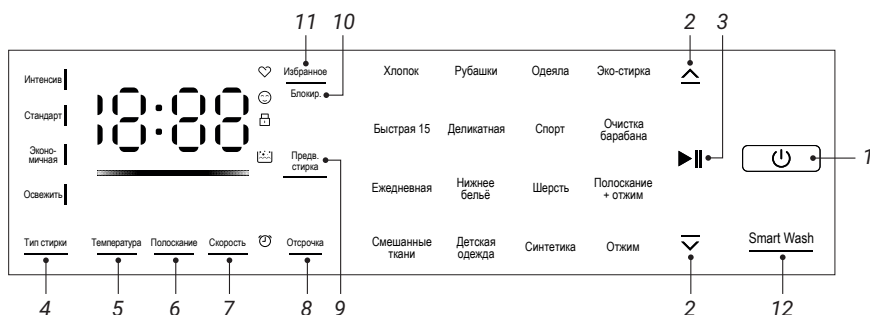 11
10
2
3
Интенсив
Избранное
Хлопок
Рубашки
Одеяла
Эко-стирка
18:88
Блокир.
Стандарт
Быстрая 15
Деликатная
Спорт
Очистка
барабана
Эконо-
мичная
Предв.
стирка
1
Освежить
Ежедневная
Нижнее
бельё
Шерсть
Полоскание
+ отжим
Тип стирки
Температура
Полоскание
Скорость
Отсрочка
Смешанные
ткани
Детская
одежда
Синтетика
Отжим
Smart Wash
4
5
6
7
8
9
2
12